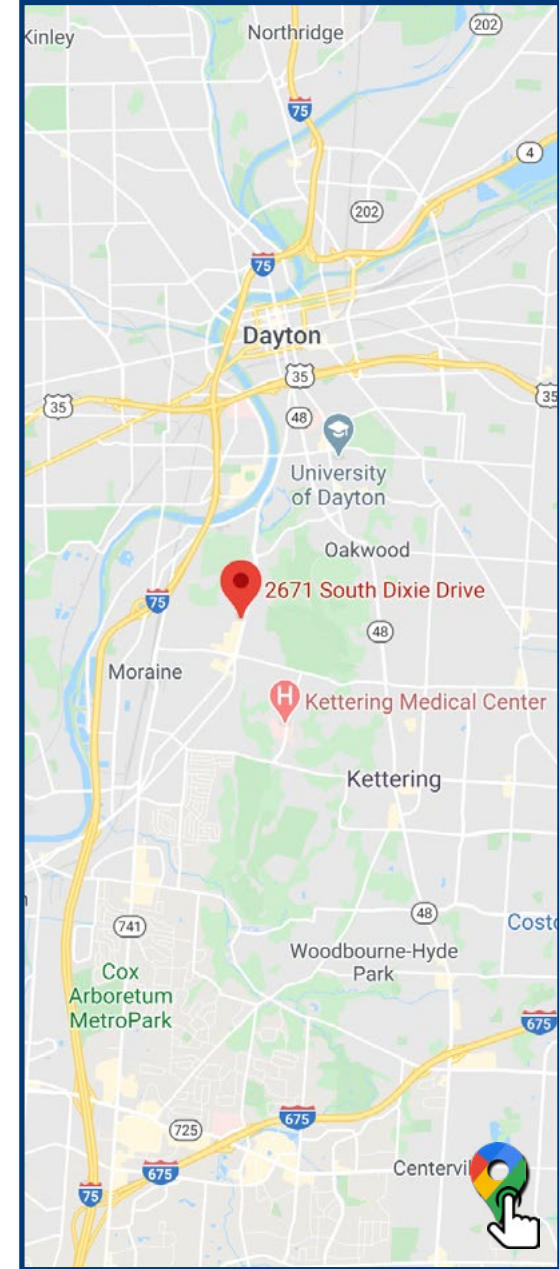 Kinley
Northridge
202
75
4
202
75
Dayton
35
35
35
48
University
of Dayton
Oakwood
2671 South Dixie Drive
75
48
Moraine
H
Kettering Medical Center
Kettering
48
741
Costc
Woodbourne-Hyde
Park
Cox
Arboretum
MetroPark
675
675
725
675
Centervil
75